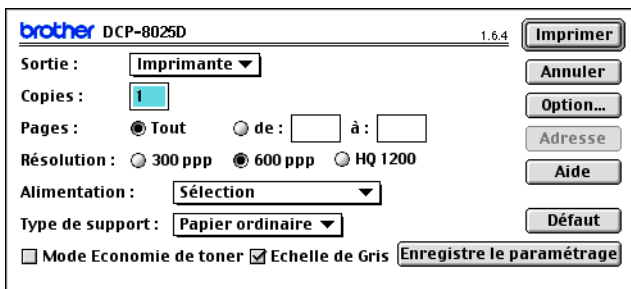 brother DCP-8025D 1.6.4 Imprimer
Sortie : Imprimante
Annuler
Copies : 1
Option...
Pages : Tout de : à :
Adresse
Résolution : 300 ppp 600 ppp HQ 1200
Aide
Alimentation : Sélection
Type de support : Papier ordinaire
Défaut
Mode Economie de toner Echelle de Gris Enregistre le paramétrage